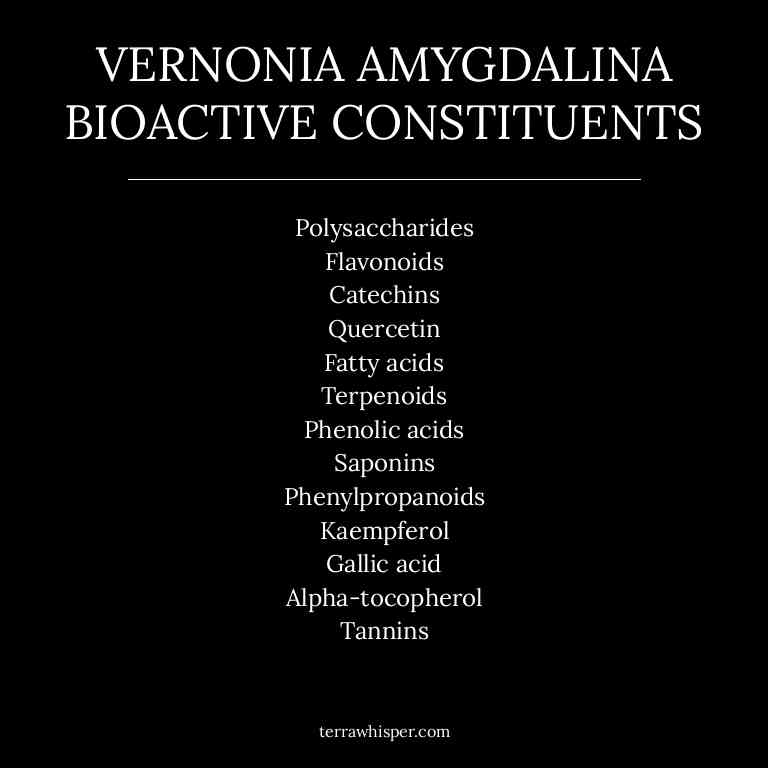 VERNONIA AMYGDALINA
BIOACTIVE CONSTITUENTS
Polysaccharides
Flavonoids
Catechins
Quercetin
Fatty acids
Terpenoids
Phenolic acids
Saponins
Phenylpropanoids
Kaempferol
Gallic acid
Alpha-tocopherol
Tannins
terrawhisper.com